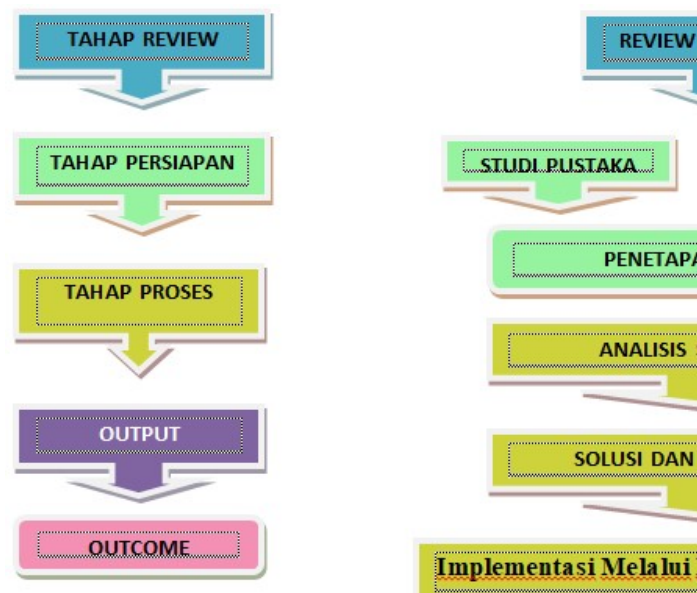 TAHAP REVIEW
TAHAP PERSIAPAN
TAHAP PROSES
OUTPUT
OUTCOME
REVIEW
STUDI PUSTAKA
ANALISIS
SOLUSI DAN
Implementasi Melalui